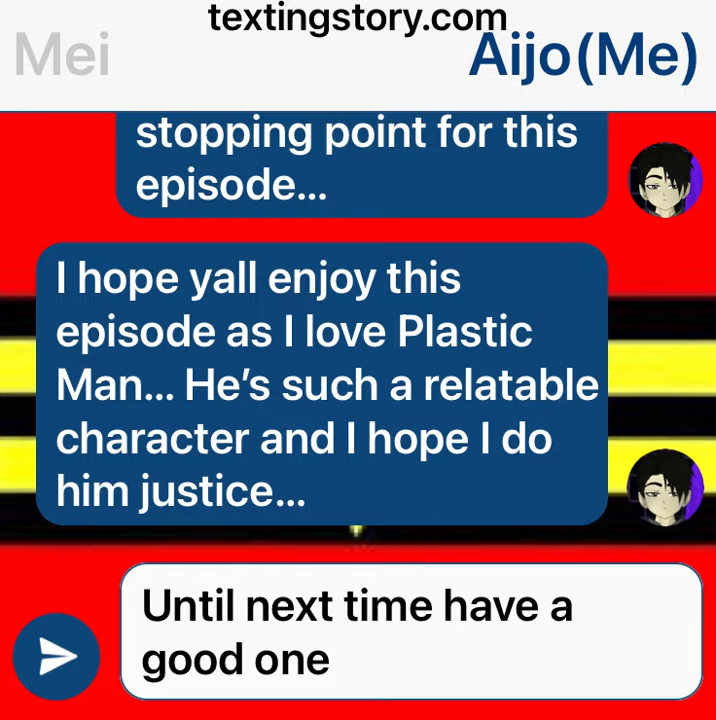 textingstory.com
Mei
Aijo(Me)
stopping point for this
episode...
I hope yall enjoy this
episode as I love Plastic
Man... He's such a relatable
character and I hope I do
him justice...
Until next time have a
good one